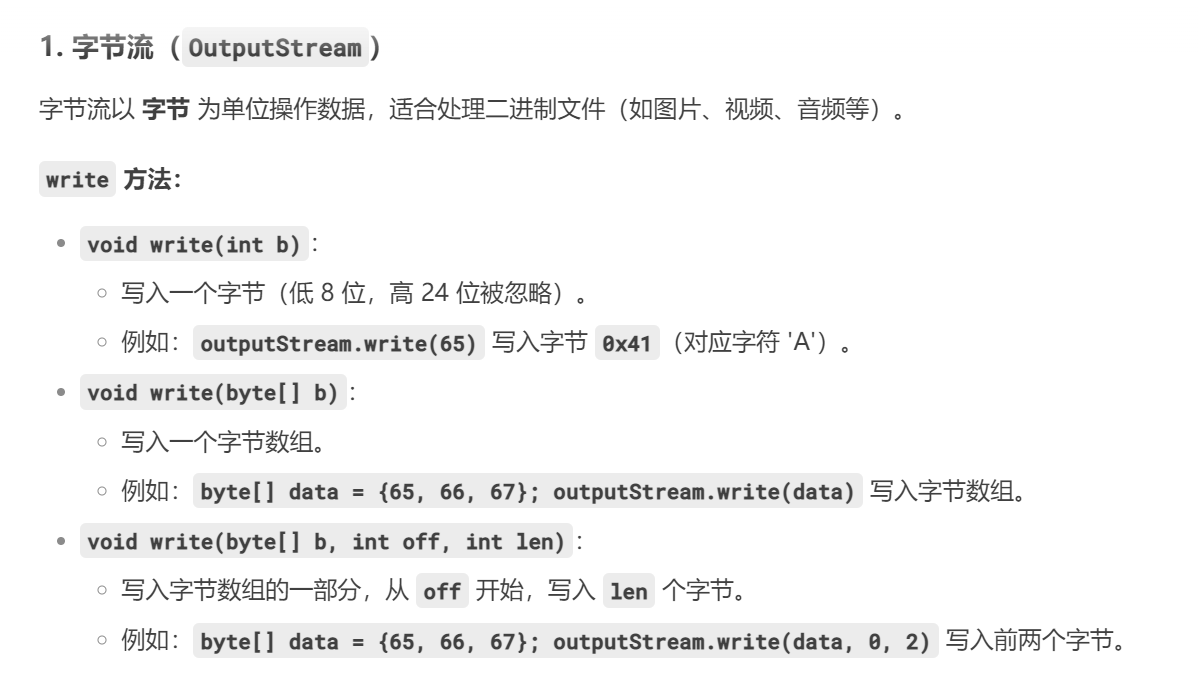 1. 字节流（OutputStream）
字节流以 字节 为单位操作数据，适合处理二进制文件（如图片、视频、音频等）。
write 方法：
• void write(int b)：
○ 写入一个字节（低 8 位，高 24 位被忽略）。
○ 例如：outputStream.write(65) 写入字节 0x41（对应字符 'A'）。
• void write(byte[] b)：
○ 写入一个字节数组。
○ 例如：byte[] data = {65, 66, 67}; outputStream.write(data) 写入字节数组。
• void write(byte[] b, int off, int len)：
○ 写入字节数组的一部分，从 off 开始，写入 len 个字节。
○ 例如：byte[] data = {65, 66, 67}; outputStream.write(data, 0, 2) 写入前两个字节。